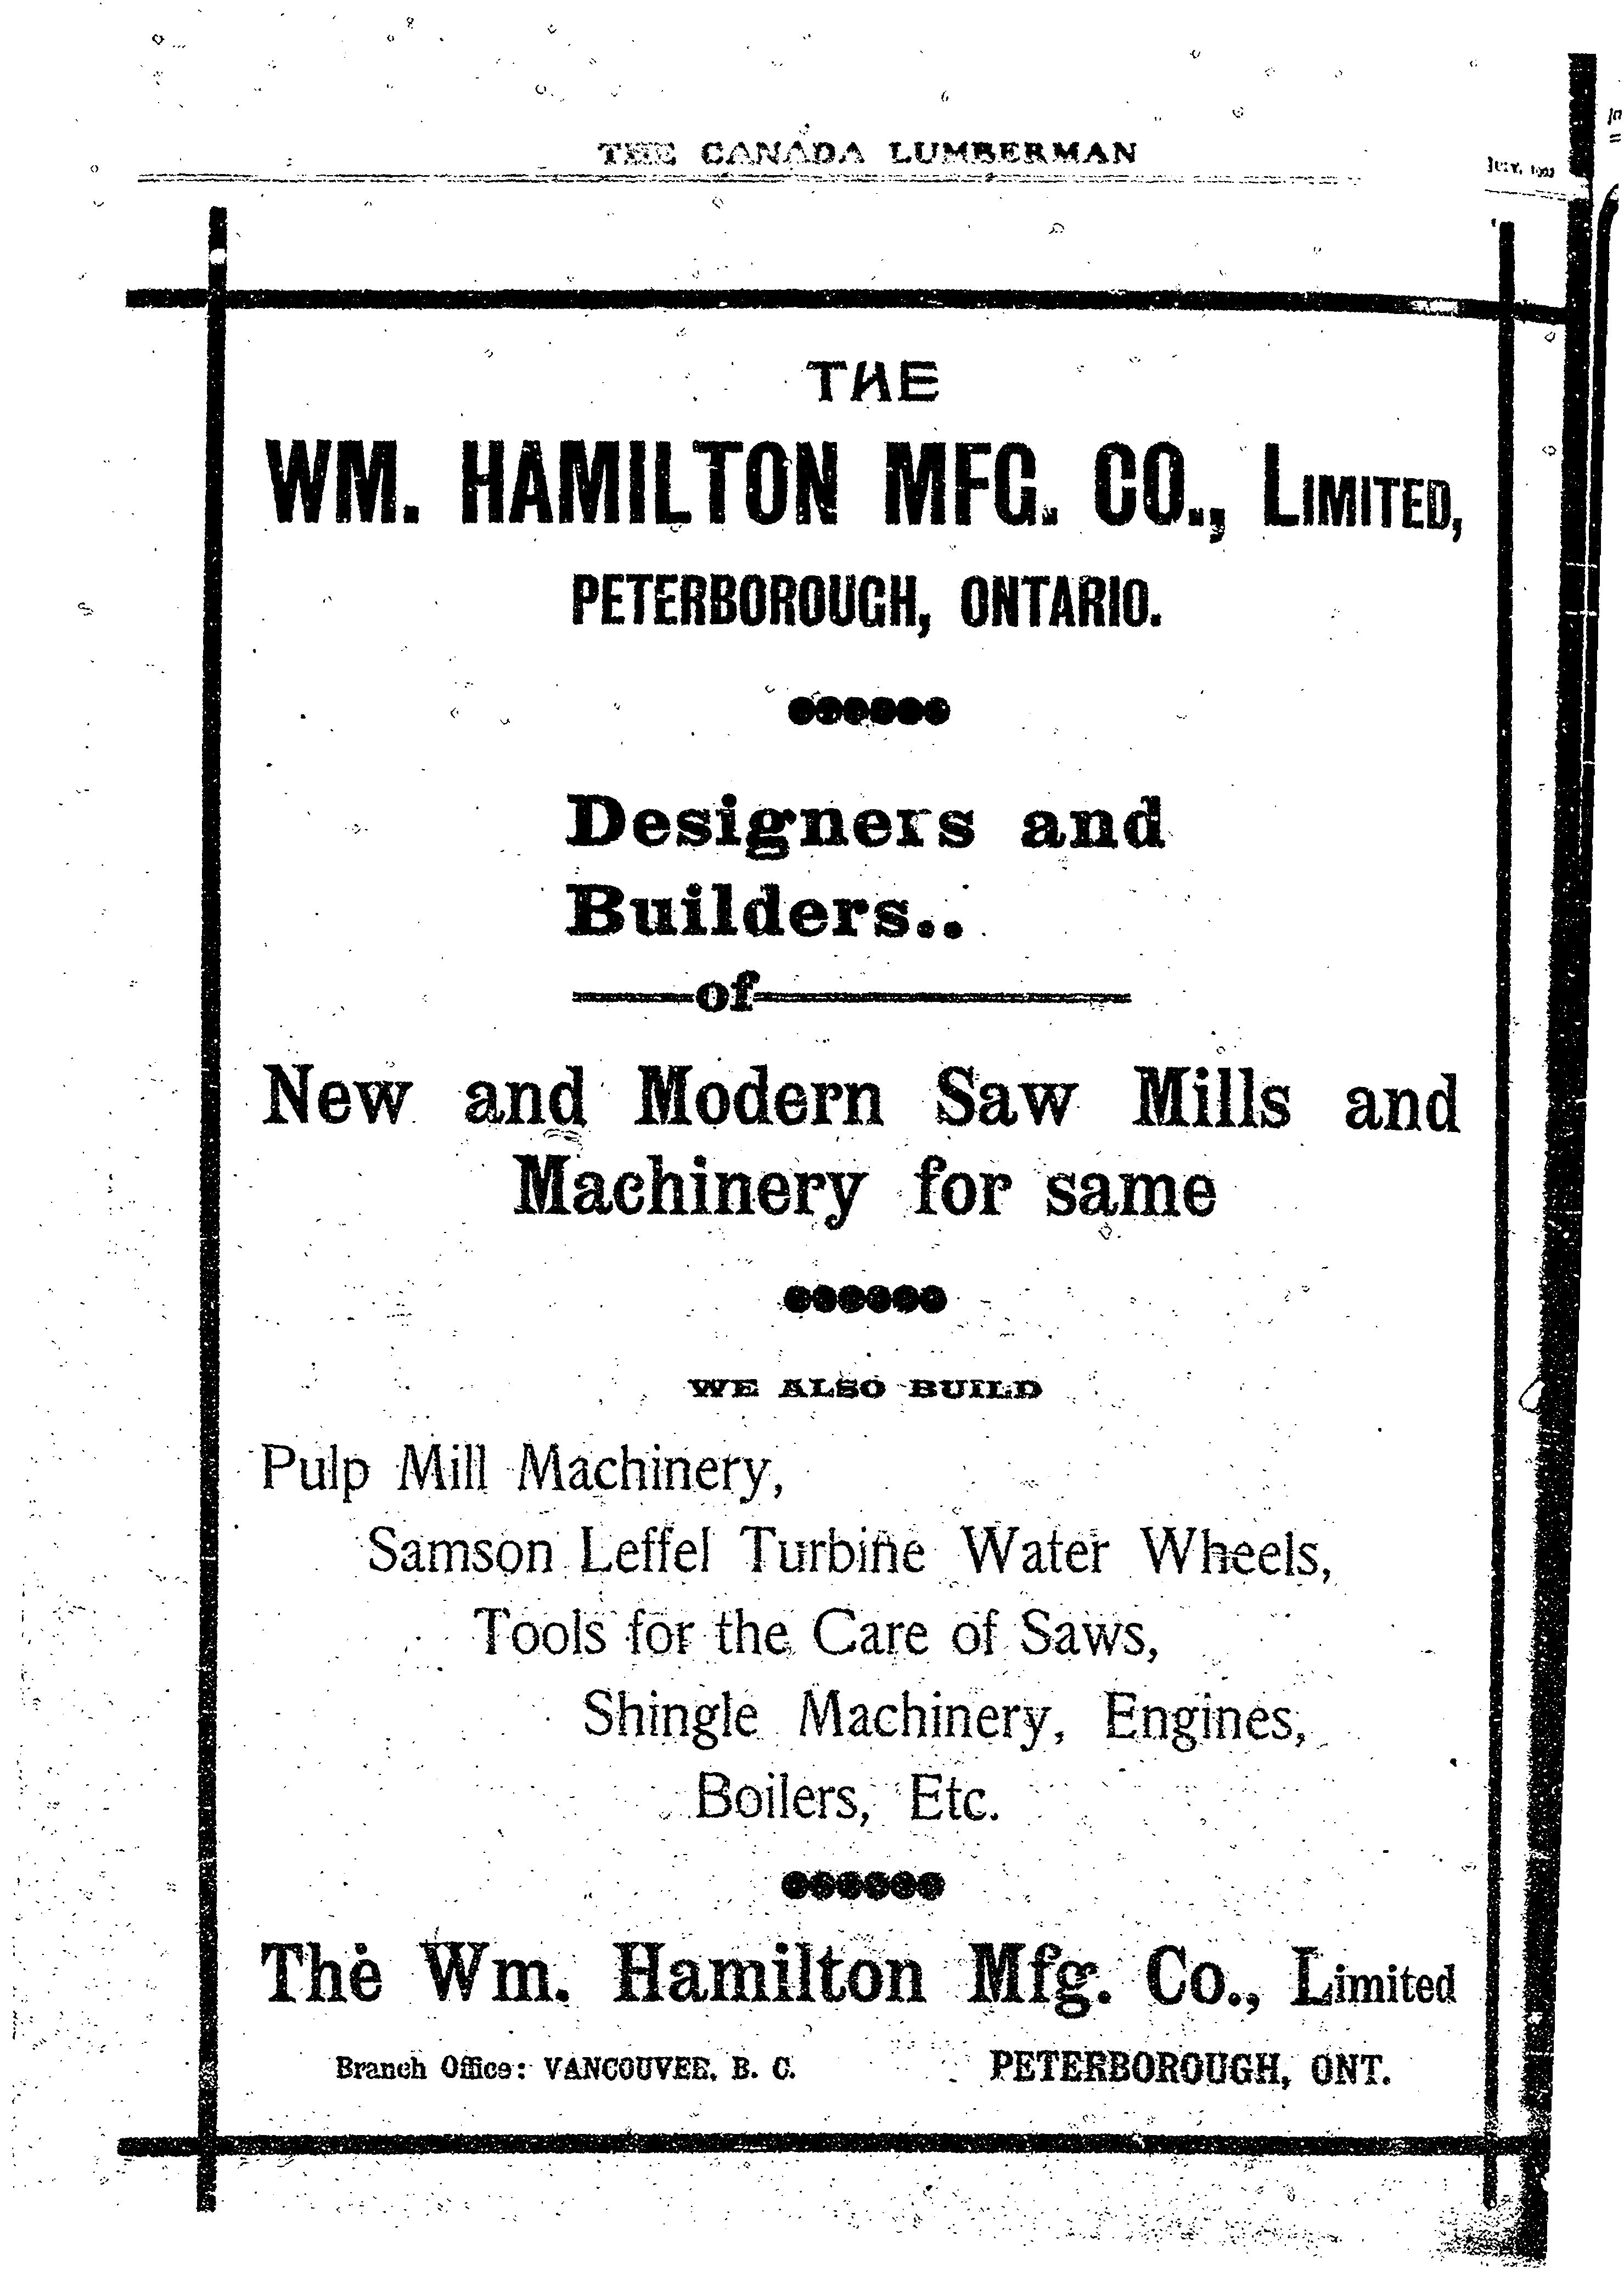 THE CANADA LUMBERMAN
JULY,
THE
WM. HAMILTON MFG. CO., LIMITED,
PETERBOROUGH, ONTARIO.
Designers and
Builders..
of
New and Modern Saw Mills and
Machinery for same
WE ALSO BUILD
Pulp Mill Machinery,
Samson Leffel Turbine Water Wheels,
Tools for the Care of Saws,
Shingle Machinery, Engines,
Boilers, Etc.
The Wm. Hamilton Mfg. Co., Limited
Branch Office: VANCOUVER, B. C. PETERBOROUGH, ONT.